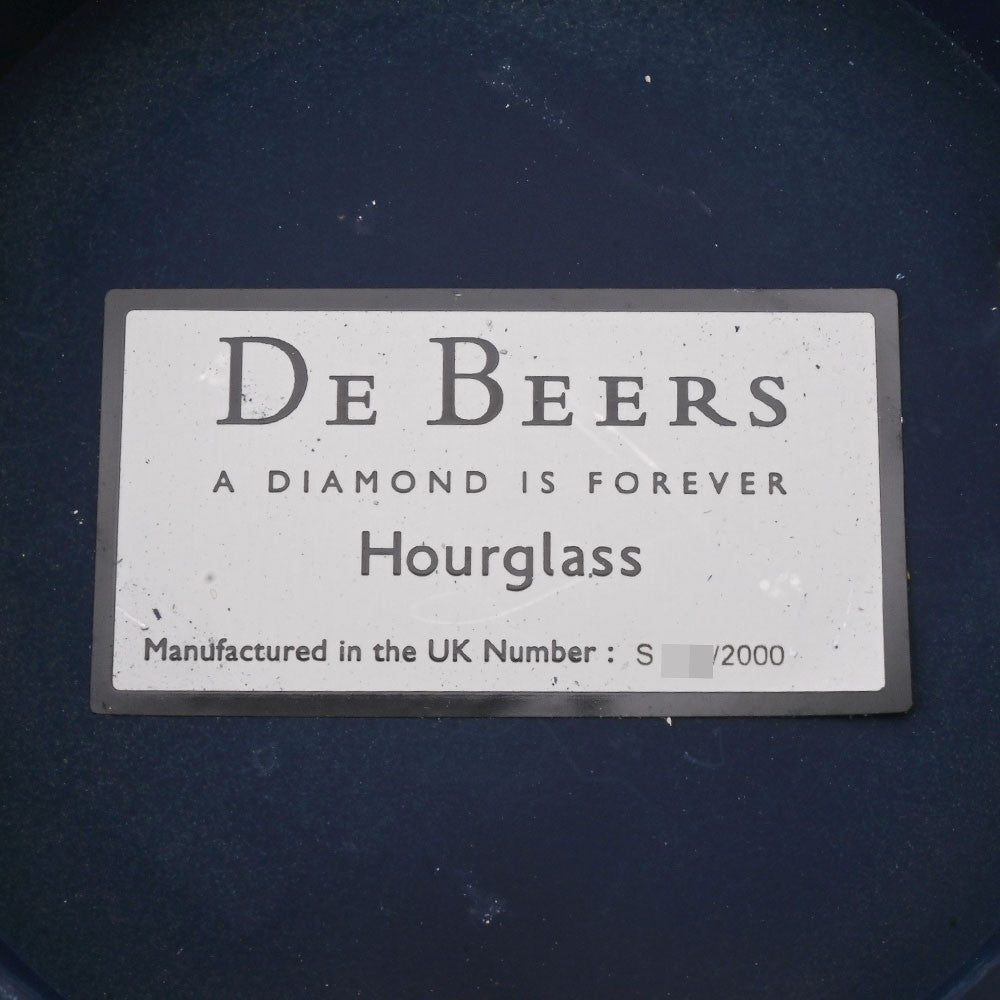 DE BEERS
A DIAMOND IS FOREVER
Hourglass
Manufactured in the UK Number : S /2000